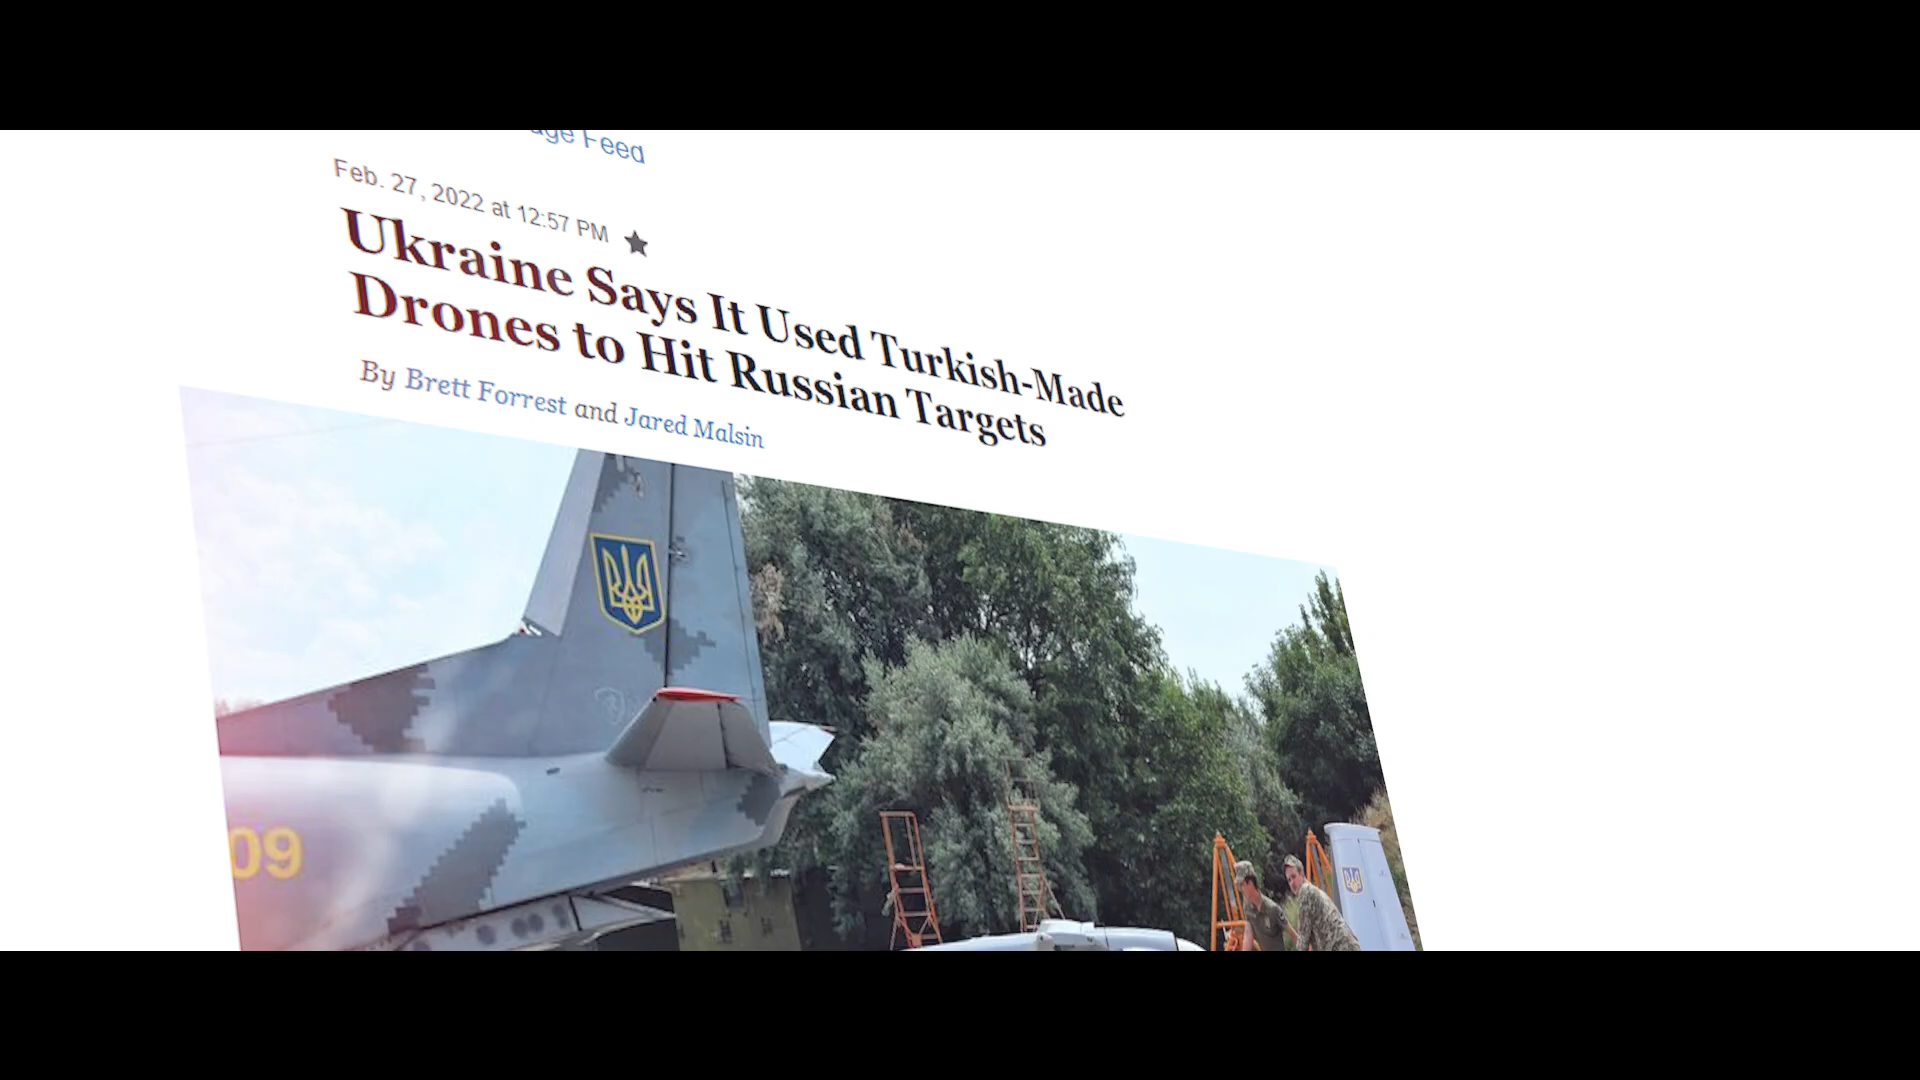 Feed
Feb. 27, 2022 at 12:57 PM
Ukraine Says It Used Turkish-Made
Drones to Hit Russian Targets
By Brett Forrest and Jared Malsin
09